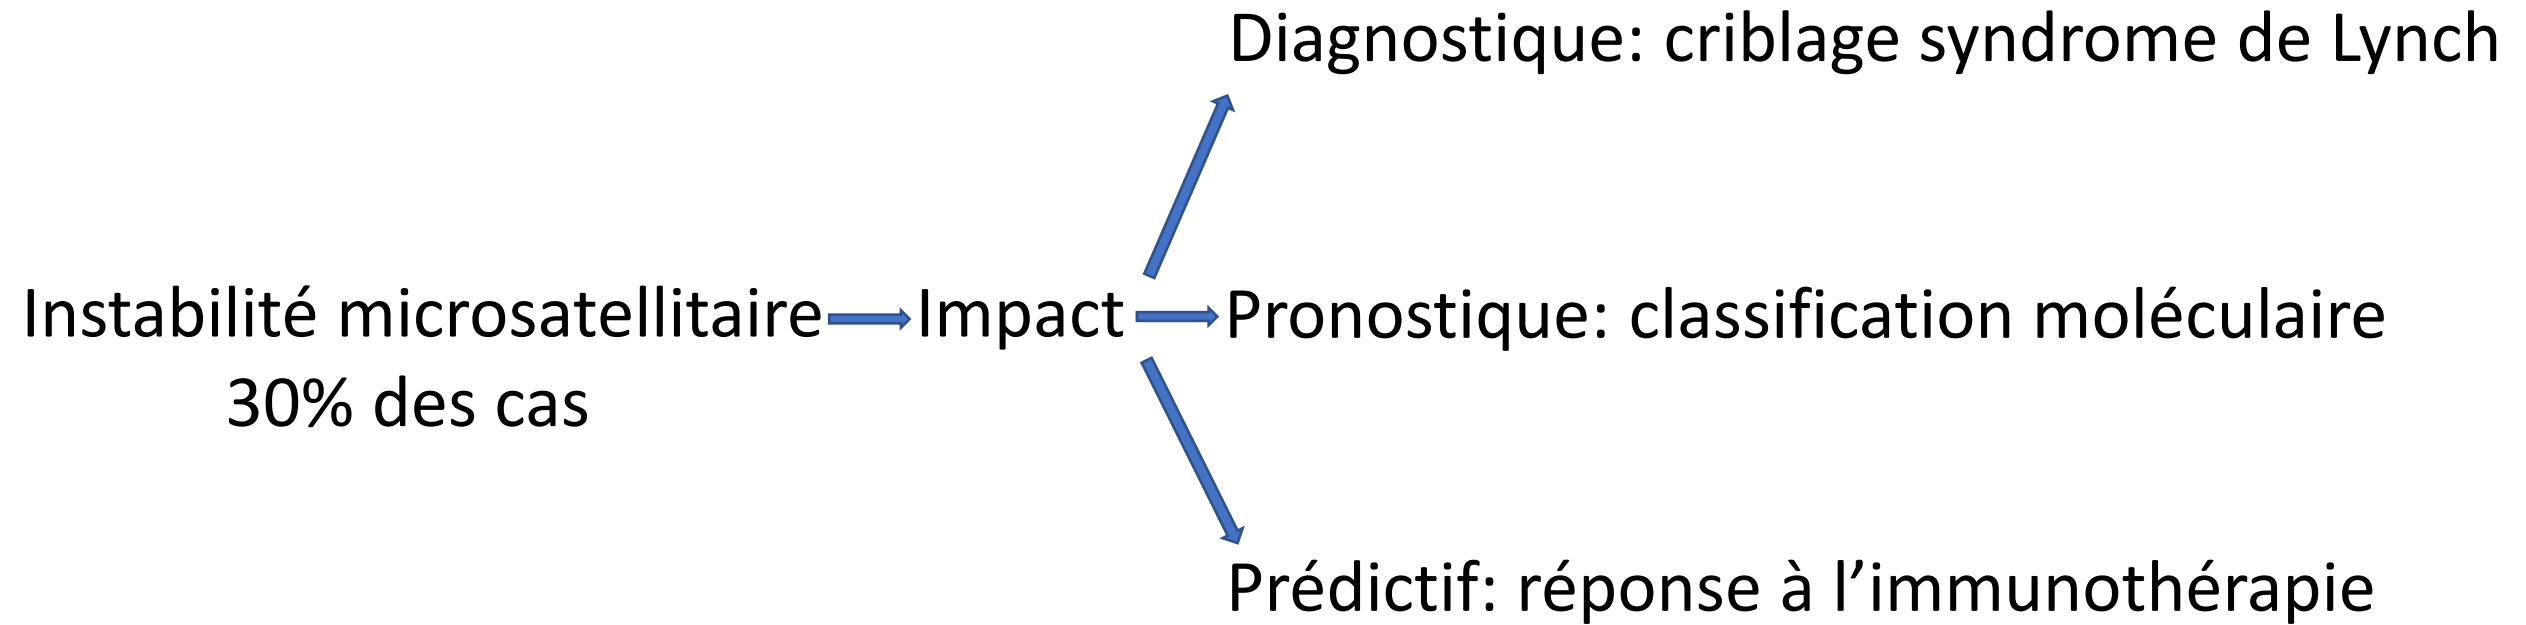 Diagnostique: criblage syndrome de Lynch
Instabilité microsatellitaire
30% des cas
Impact
Pronostique: classification moléculaire
Prédictif: réponse à l’immunothérapie